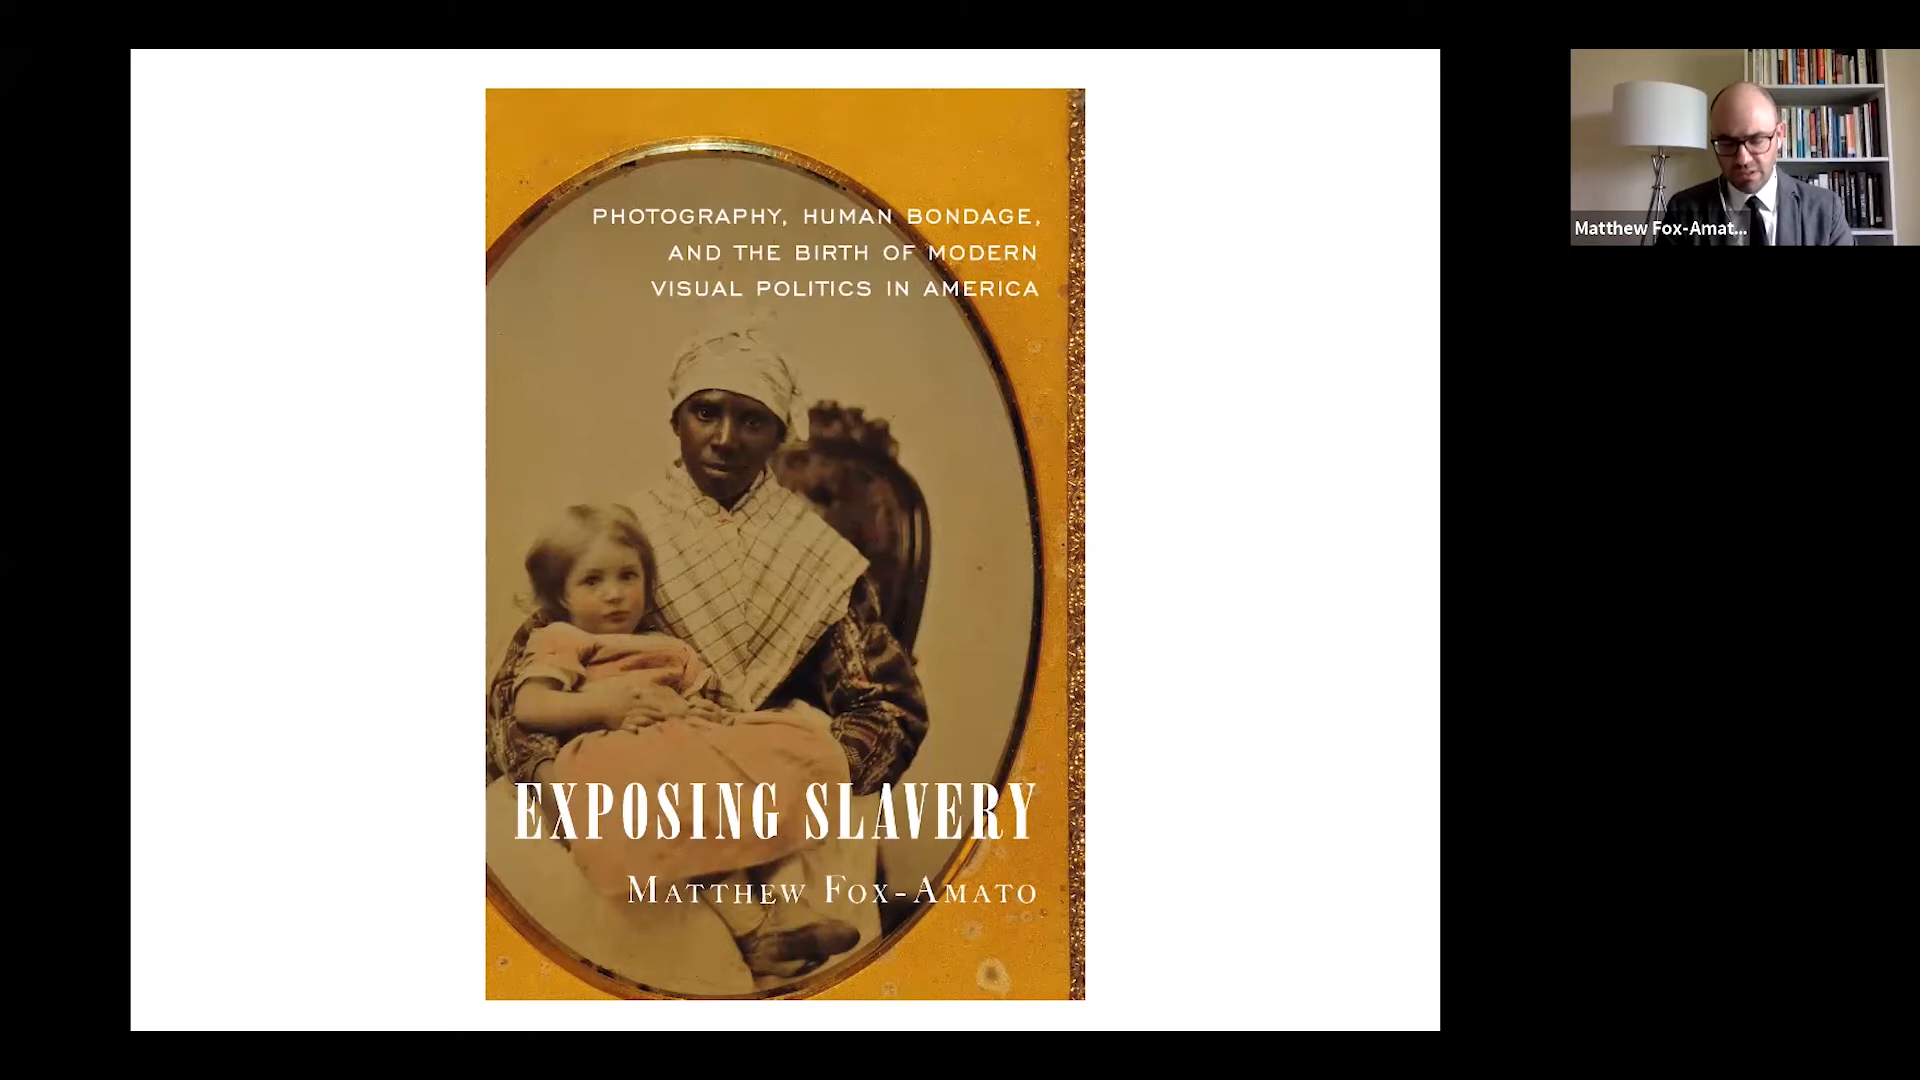 PHOTOGRAPHY, HUMAN BONDAGE,
AND THE BIRTH OF MODERN
VISUAL POLITICS IN AMERICA
EXPOSING SLAVERY
MATTHEW FOX-AMATO
Matthew Fox-Amat...